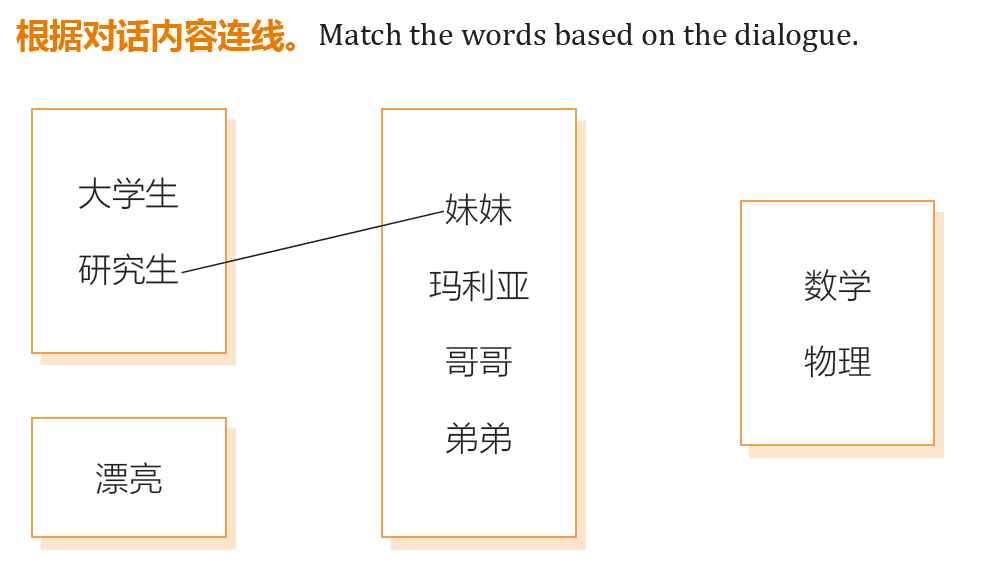 根据对话内容连线。Match the words based on the dialogue.
大学生
研究生
漂亮
妹妹
玛利亚
哥哥
弟弟
数学
物理